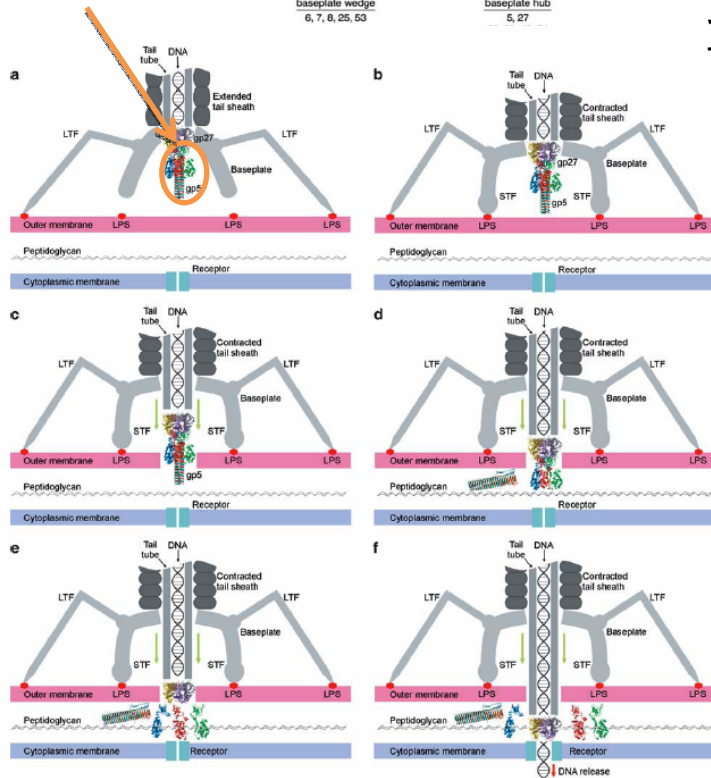 baseplate wedge
6, 7, 8, 25, 53
baseplate hub
5, 27
a
Tail
tube
DNA
Extended
tail sheath
LTF
gp27
LTF
Baseplate
gp5
Outer membrane
LPS
LPS
LPS
Peptidoglycan
Receptor
Cytoplasmic membrane
b
Tail
tube
DNA
Contracted
tail sheath
LTF
LTF
gp27
Baseplate
STF
STF
gp5
Outer membrane
LPS
LPS
Peptidoglycan
Receptor
Cytoplasmic membrane
c
Tail
tube
DNA
Contracted
tail sheath
LTF
LTF
Baseplate
STF
STF
Outer membrane
LPS
LPS
gp5
Peptidoglycan
Receptor
Cytoplasmic membrane
d
Tail
tube
DNA
Contracted
tail sheath
LTF
LTF
Baseplate
STF
STF
Outer membrane
LPS
LPS
Peptidoglycan
Receptor
Cytoplasmic membrane
e
Tail
tube
DNA
Contracted
tail sheath
LTF
LTF
Baseplate
STF
STF
Outer membrane
LPS
LPS
Peptidoglycan
Cytoplasmic membrane
Receptor
f
Tail
tube
DNA
Contracted
tail sheath
LTF
LTF
Baseplate
STF
STF
Outer membrane
LPS
LPS
Peptidoglycan
Cytoplasmic membrane
Receptor
DNA release